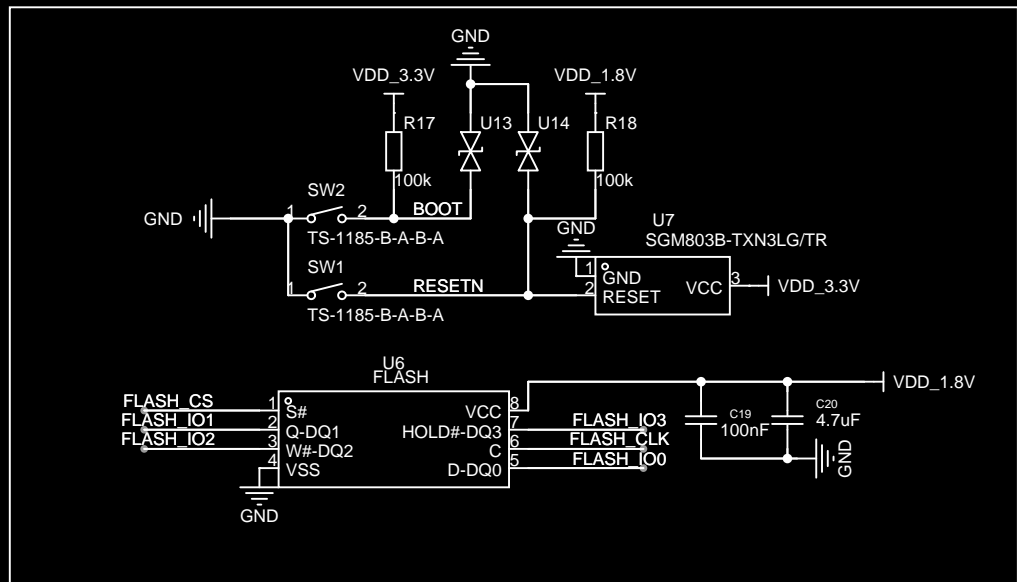 GND
VDD_3.3V
VDD_1.8V
R17
U13
U14
R18
100k
100k
SW2
GND
1
2
BOOT
TS-1185-B-A-B-A
U7
SGM803B-TXN3LG/TR
GND
SW1
1
2
RESETN
TS-1185-B-A-B-A
1
GND
2
RESET
VCC
3
VDD_3.3V
U6
FLASH
VDD_1.8V
FLASH_CS
1
S#
VCC
8
FLASH_IO1
2
Q-DQ1
HOLD#-DQ3
7
FLASH_IO3
FLASH_IO2
3
W#-DQ2
C
6
FLASH_CLK
4
VSS
D-DQ0
5
FLASH_IO0
GND
C19
100nF
C20
4.7uF
GND